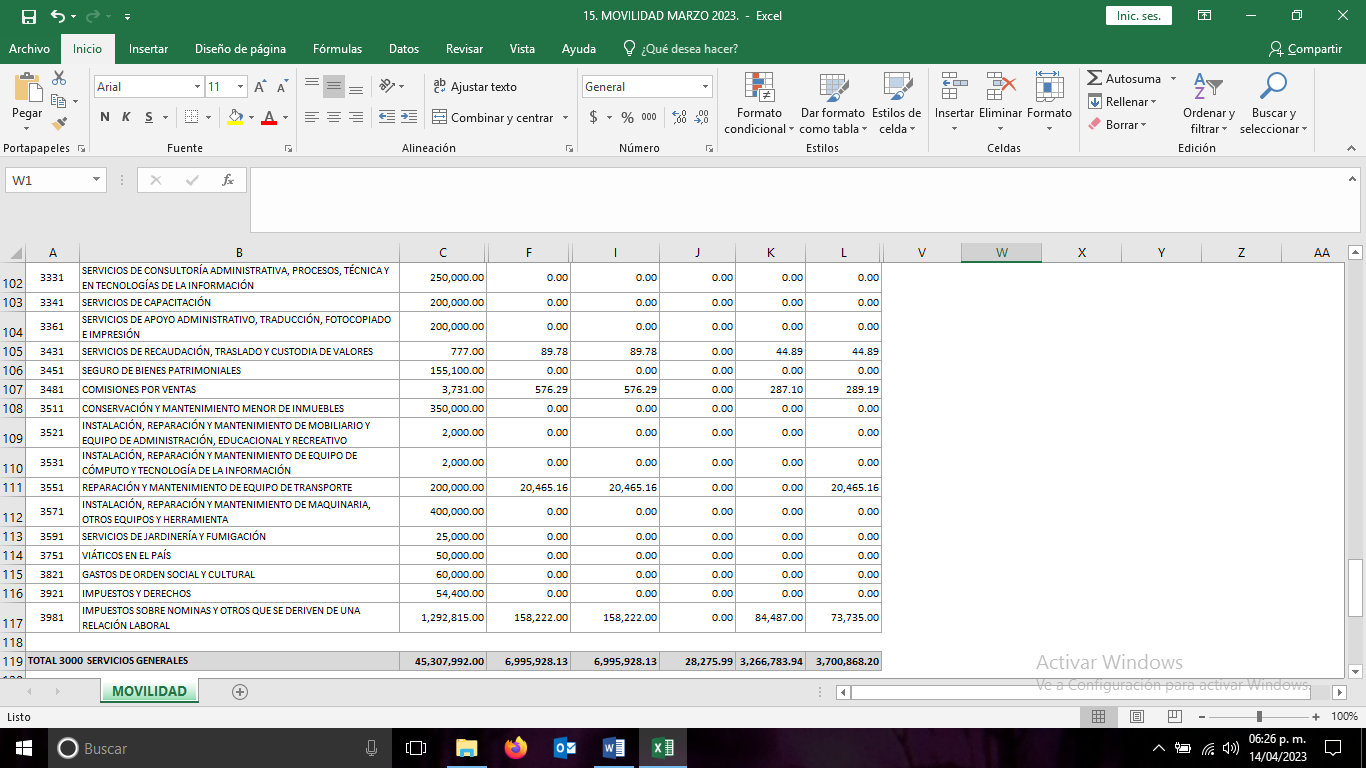 15. MOVILIDAD MARZO 2023. - Excel
Inic. ses.
Archivo Inicio Insertar Diseño de página Fórmulas Datos Revisar Vista Ayuda ¿Qué desea hacer? Compartir
Arial 11 Ajustar texto General Autosuma
Pegar Formato condicional Dar formato como tabla Estilos de celda Insertar Eliminar Formato Rellenar Ordenar y filtrar Buscar y seleccionar
N K S Combinar y centrar $ % 000 Borrar
Portapapeles Fuente Alineación Número Estilos Celdas Edición
W1 fx
A B C F I J K L V W X Y Z AA
102 3331 SERVICIOS DE CONSULTORÍA ADMINISTRATIVA, PROCESOS, TÉCNICA Y EN TECNOLOGÍAS DE LA INFORMACIÓN 250,000.00 0.00 0.00 0.00 0.00 0.00
103 3341 SERVICIOS DE CAPACITACIÓN 200,000.00 0.00 0.00 0.00 0.00 0.00
104 3361 SERVICIOS DE APOYO ADMINISTRATIVO, TRADUCCIÓN, FOTOCOPIADO E IMPRESIÓN 200,000.00 0.00 0.00 0.00 0.00 0.00
105 3431 SERVICIOS DE RECAUDACIÓN, TRASLADO Y CUSTODIA DE VALORES 777.00 89.78 89.78 0.00 44.89 44.89
106 3451 SEGURO DE BIENES PATRIMONIALES 155,100.00 0.00 0.00 0.00 0.00 0.00
107 3481 COMISIONES POR VENTAS 3,731.00 576.29 576.29 0.00 287.10 289.19
108 3511 CONSERVACIÓN Y MANTENIMIENTO MENOR DE INMUEBLES 350,000.00 0.00 0.00 0.00 0.00 0.00
109 3521 INSTALACIÓN, REPARACIÓN Y MANTENIMIENTO DE MOBILIARIO Y EQUIPO DE ADMINISTRACIÓN, EDUCACIONAL Y RECREATIVO 2,000.00 0.00 0.00 0.00 0.00 0.00
110 3531 INSTALACIÓN, REPARACIÓN Y MANTENIMIENTO DE EQUIPO DE CÓMPUTO Y TECNOLOGÍA DE LA INFORMACIÓN 2,000.00 0.00 0.00 0.00 0.00 0.00
111 3551 REPARACIÓN Y MANTENIMIENTO DE EQUIPO DE TRANSPORTE 200,000.00 20,465.16 20,465.16 0.00 0.00 20,465.16
112 3571 INSTALACIÓN, REPARACIÓN Y MANTENIMIENTO DE MAQUINARIA, OTROS EQUIPOS Y HERRAMIENTA 400,000.00 0.00 0.00 0.00 0.00 0.00
113 3591 SERVICIOS DE JARDINERÍA Y FUMIGACIÓN 25,000.00 0.00 0.00 0.00 0.00 0.00
114 3751 VIÁTICOS EN EL PAÍS 50,000.00 0.00 0.00 0.00 0.00 0.00
115 3821 GASTOS DE ORDEN SOCIAL Y CULTURAL 60,000.00 0.00 0.00 0.00 0.00 0.00
116 3921 IMPUESTOS Y DERECHOS 54,400.00 0.00 0.00 0.00 0.00 0.00
117 3981 IMPUESTOS SOBRE NOMINAS Y OTROS QUE SE DERIVEN DE UNA RELACIÓN LABORAL 1,292,815.00 158,222.00 158,222.00 0.00 84,487.00 73,735.00
118
119 TOTAL 3000 SERVICIOS GENERALES 45,307,992.00 6,995,928.13 6,995,928.13 28,275.99 3,266,783.94 3,700,868.20
Activar Windows
Ve a Configuración para activar Windows.
MOVILIDAD
Listo 100%
Buscar
06:26 p. m.
14/04/2023